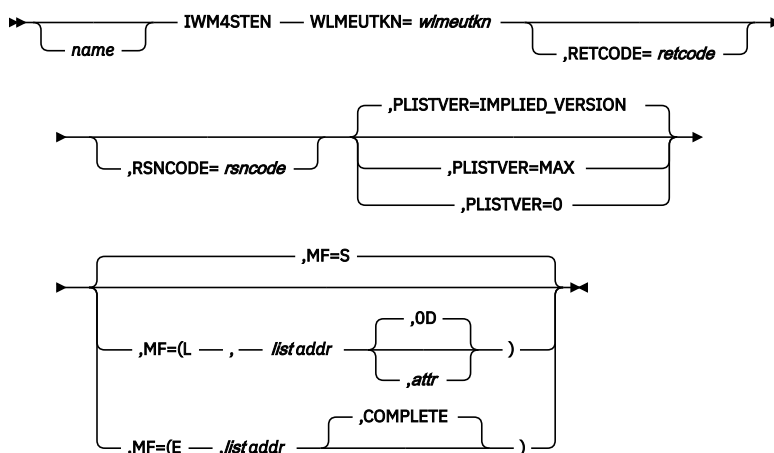 IWM4STEN WLMEUTKN= wlmeutkn
name
,RETCODE= retcode
,PLISTVER=IMPLIED_VERSION
,RSNCODE= rsncode
,PLISTVER=MAX
,PLISTVER=0
,MF=S
,0D
,MF=(L , list addr )
,attr
,COMPLETE
,MF=(E ,list addr )